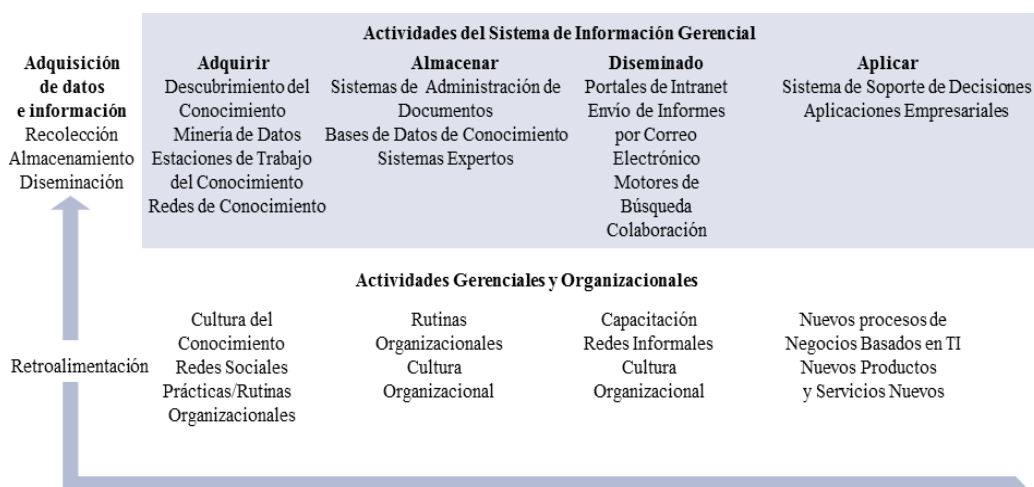 Actividades del Sistema de Información Gerencial
Adquisición
de datos
e información
Recolección
Almacenamiento
Diseminación
Adquirir
Descubrimiento del
Conocimiento
Minería de Datos
Estaciones de Trabajo
del Conocimiento
Redes de Conocimiento
Almacenar
Sistemas de Administración de
Documentos
Bases de Datos de Conocimiento
Sistemas Expertos
Diseminado
Portales de Intranet
Envío de Informes
por Correo
Electrónico
Motores de
Búsqueda
Colaboración
Aplicar
Sistema de Soporte de Decisiones
Aplicaciones Empresariales
Actividades Gerenciales y Organizacionales
Retroalimentación
Cultura del
Conocimiento
Redes Sociales
Prácticas/Rutinas
Organizacionales
Rutinas
Organizacionales
Cultura
Organizacional
Capacitación
Redes Informales
Cultura
Organizacional
Nuevos procesos de
Negocios Basados en TI
Nuevos Productos
y Servicios Nuevos